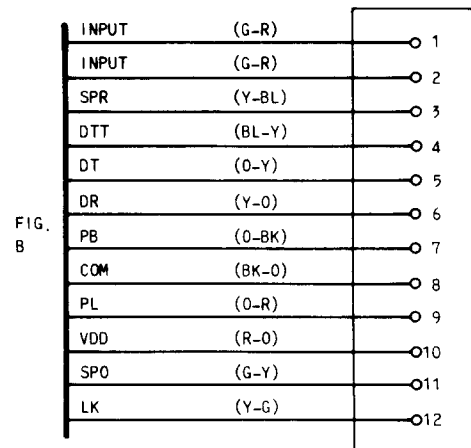 INPUT (G-R) 1
INPUT (G-R) 2
SPR (Y-BL) 3
DTT (BL-Y) 4
DT (O-Y) 5
DR (Y-O) 6
FIG. B
PB (O-BK) 7
COM (BK-O) 8
PL (O-R) 9
VDD (R-O) 10
SPO (G-Y) 11
LK (Y-G) 12